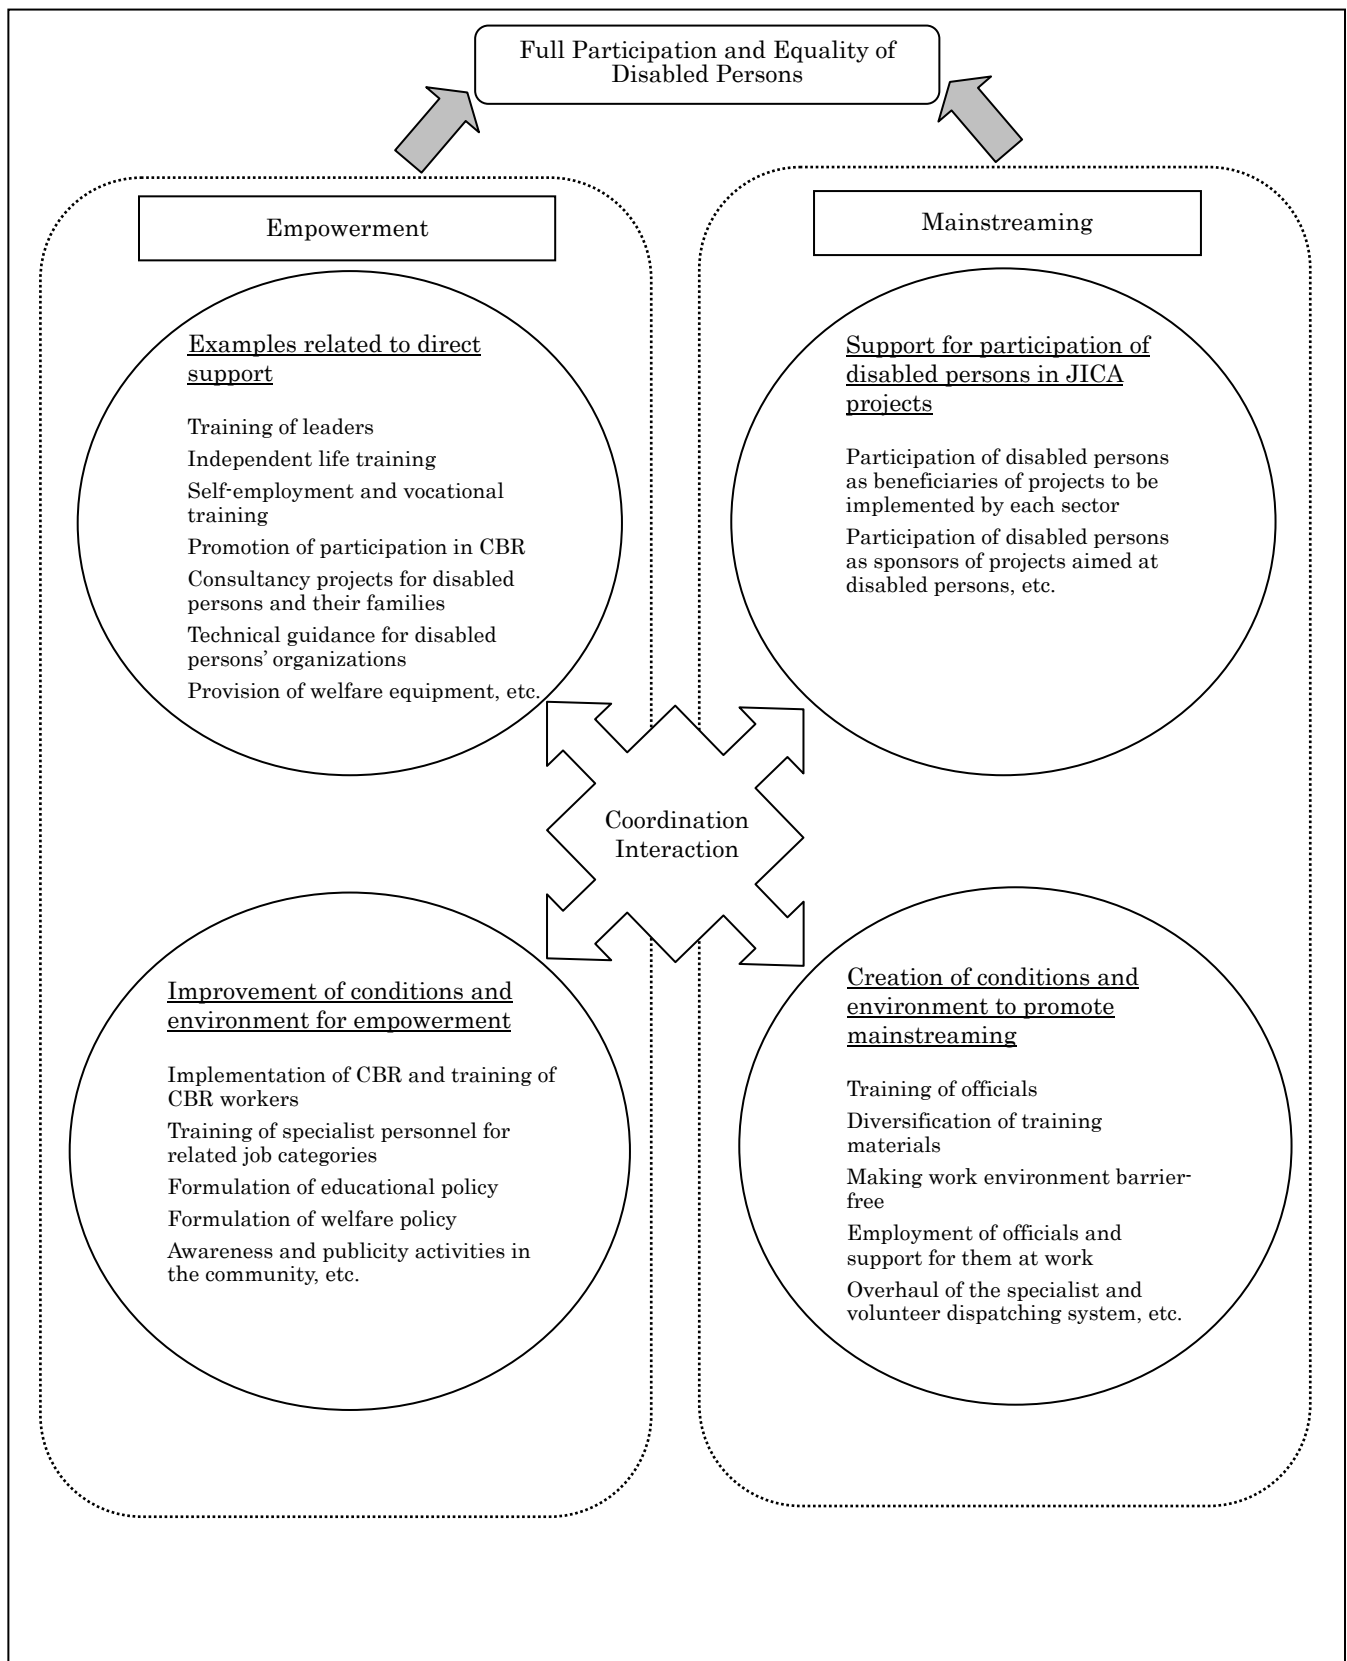 Full Participation and Equality of
Disabled Persons
Empowerment
Examples related to direct
support
Training of leaders
Independent life training
Self-employment and vocational
training
Promotion of participation in CBR
Consultancy projects for disabled
persons and their families
Technical guidance for disabled
persons’ organizations
Provision of welfare equipment, etc.
Mainstreaming
Support for participation of
disabled persons in JICA
projects
Participation of disabled persons
as beneficiaries of projects to be
implemented by each sector
Participation of disabled persons
as sponsors of projects aimed at
disabled persons, etc.
Coordination
Interaction
Improvement of conditions and
environment for empowerment
Implementation of CBR and training of
CBR workers
Training of specialist personnel for
related job categories
Formulation of educational policy
Formulation of welfare policy
Awareness and publicity activities in
the community, etc.
Creation of conditions and
environment to promote
mainstreaming
Training of officials
Diversification of training
materials
Making work environment barrier-
free
Employment of officials and
support for them at work
Overhaul of the specialist and
volunteer dispatching system, etc.